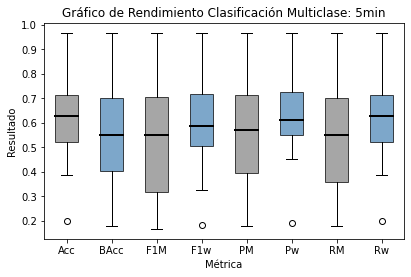 Gráfico de Rendimiento Clasificación Multiclase: 5min
Resultado
1.0
0.9
0.8
0.7
0.6
0.5
0.4
0.3
0.2
Acc BAcc F1M F1w PM Pw RM Rw
Métrica